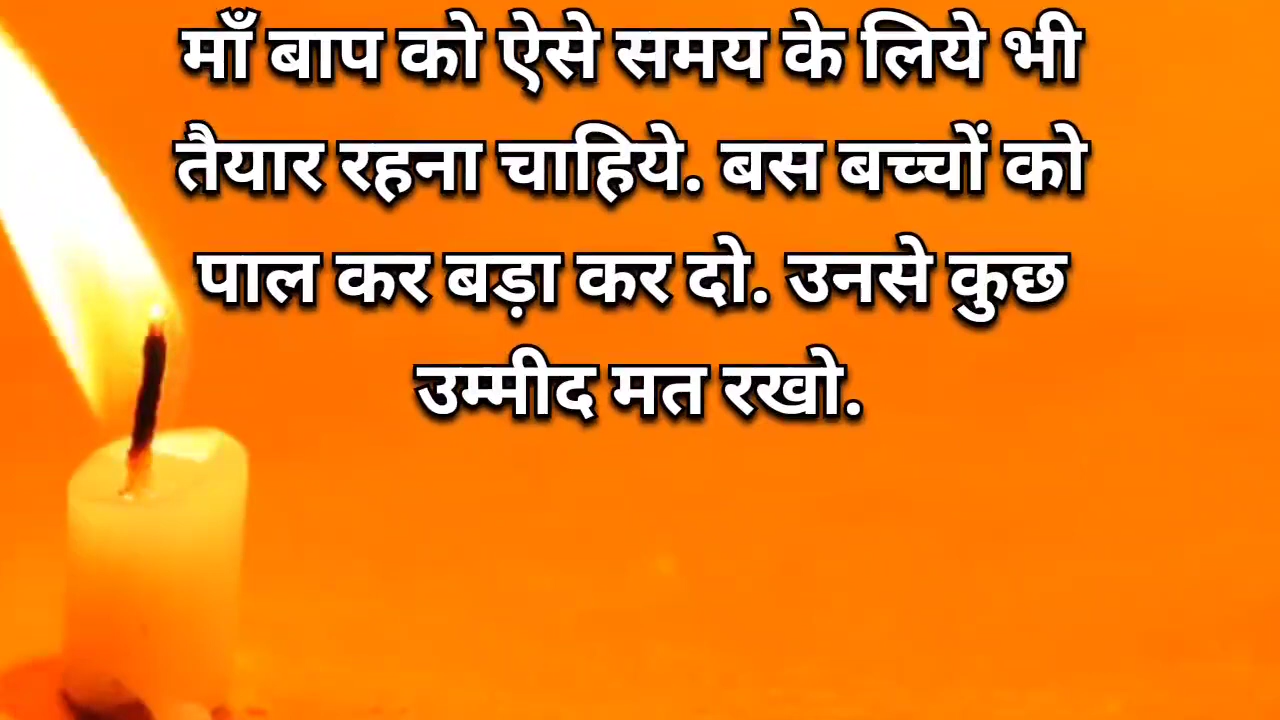 माँ बाप को ऐसे समय के लिये भी
तैयार रहना चाहिये. बस बच्चों को
पाल कर बड़ा कर दो. उनसे कुछ
उम्मीद मत रखो.